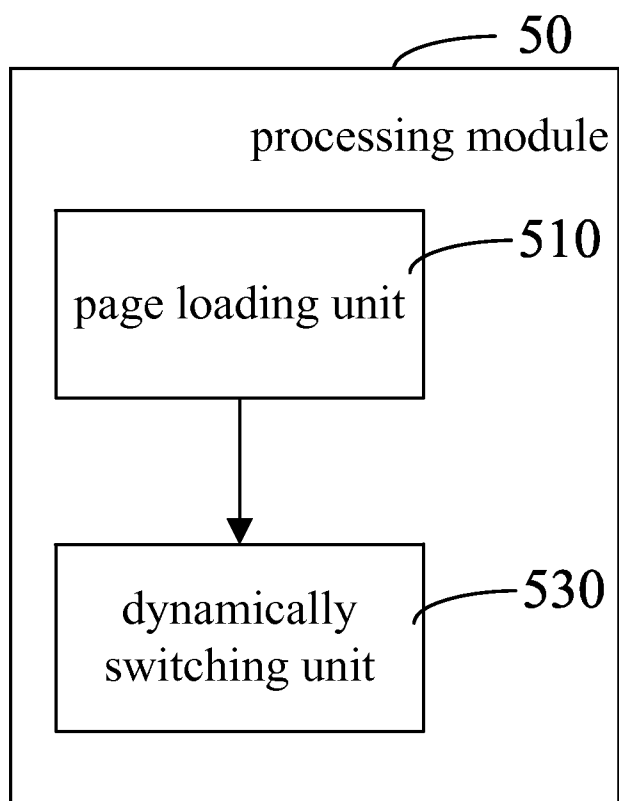 50
processing module
510
page loading unit
530
dynamically
switching unit